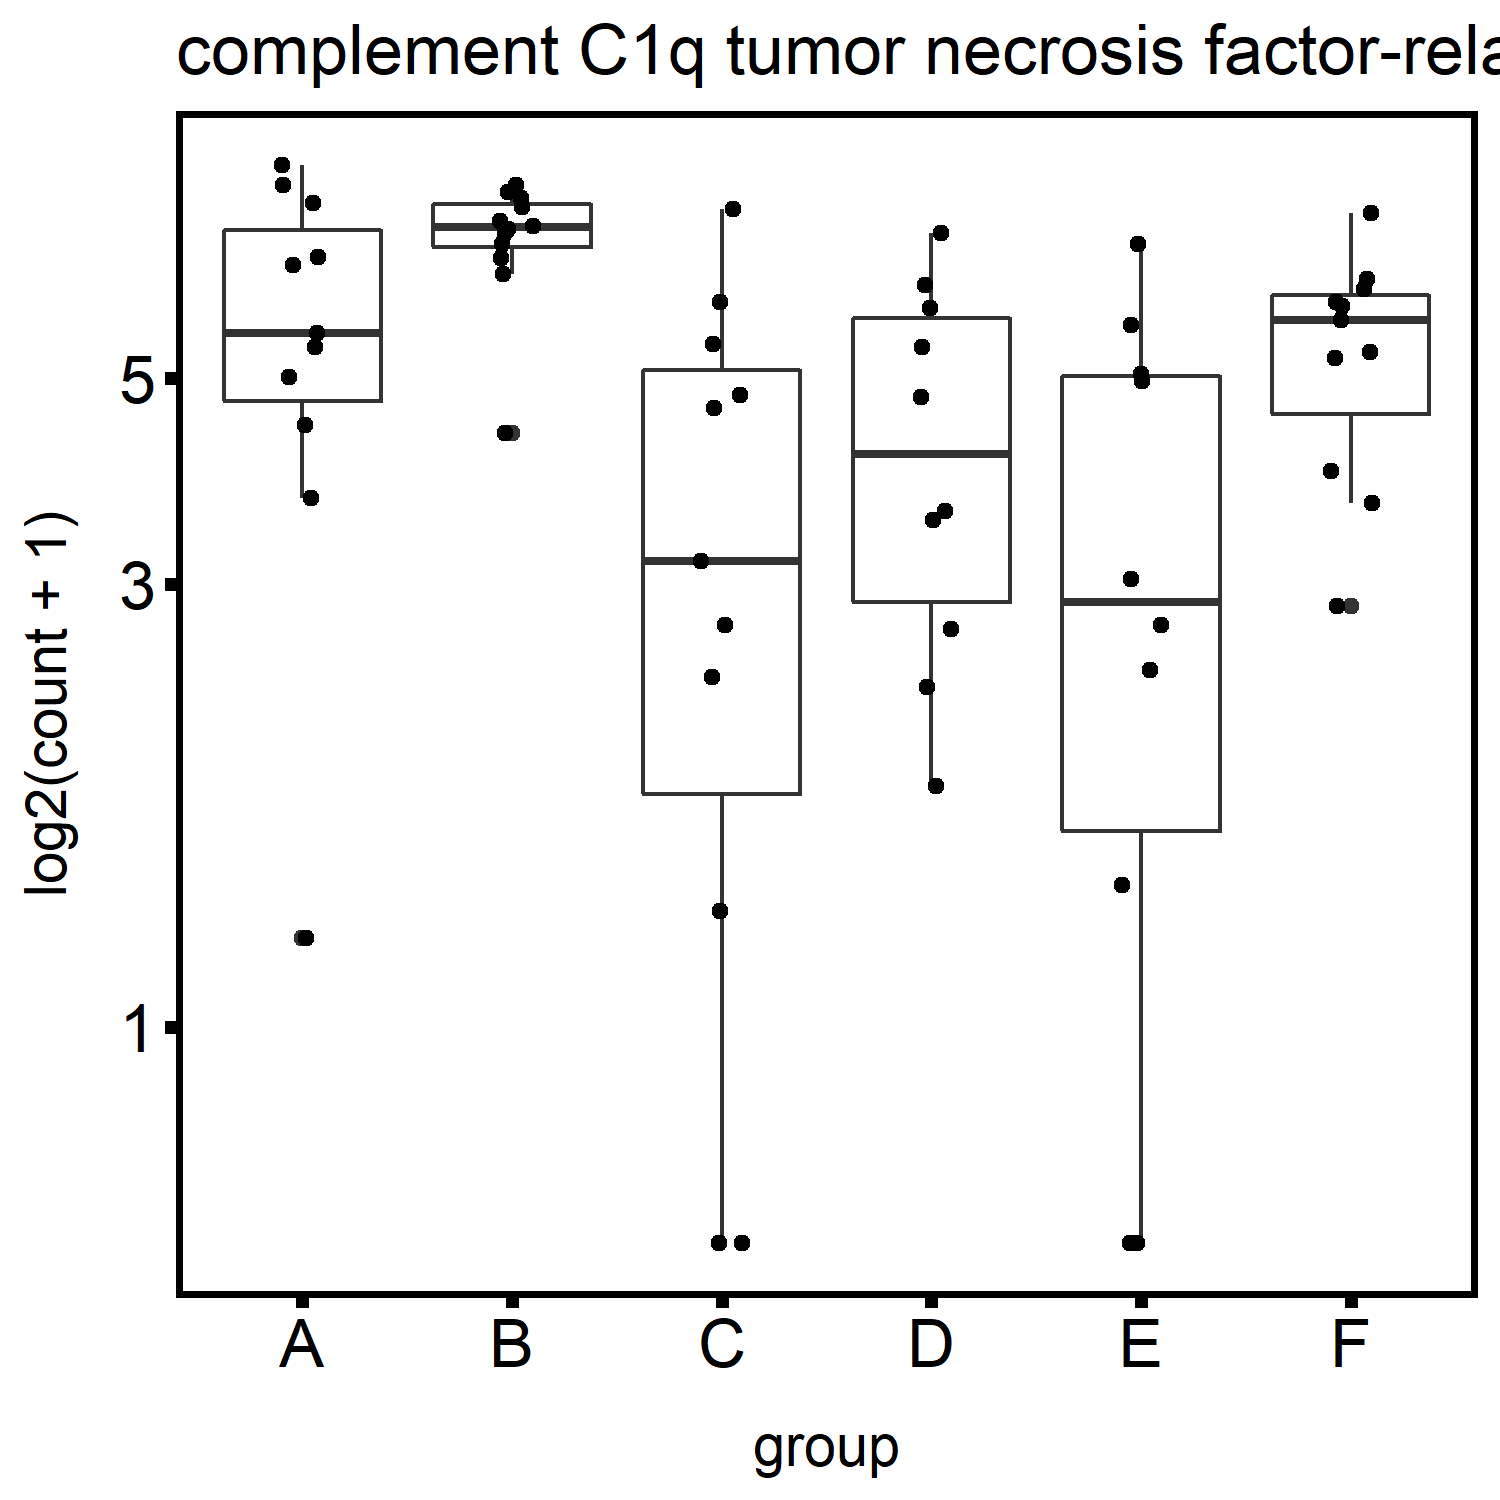 complement C1q tumor necrosis factor-rela
log2(count + 1)
5
3
1
A B C D E F
group